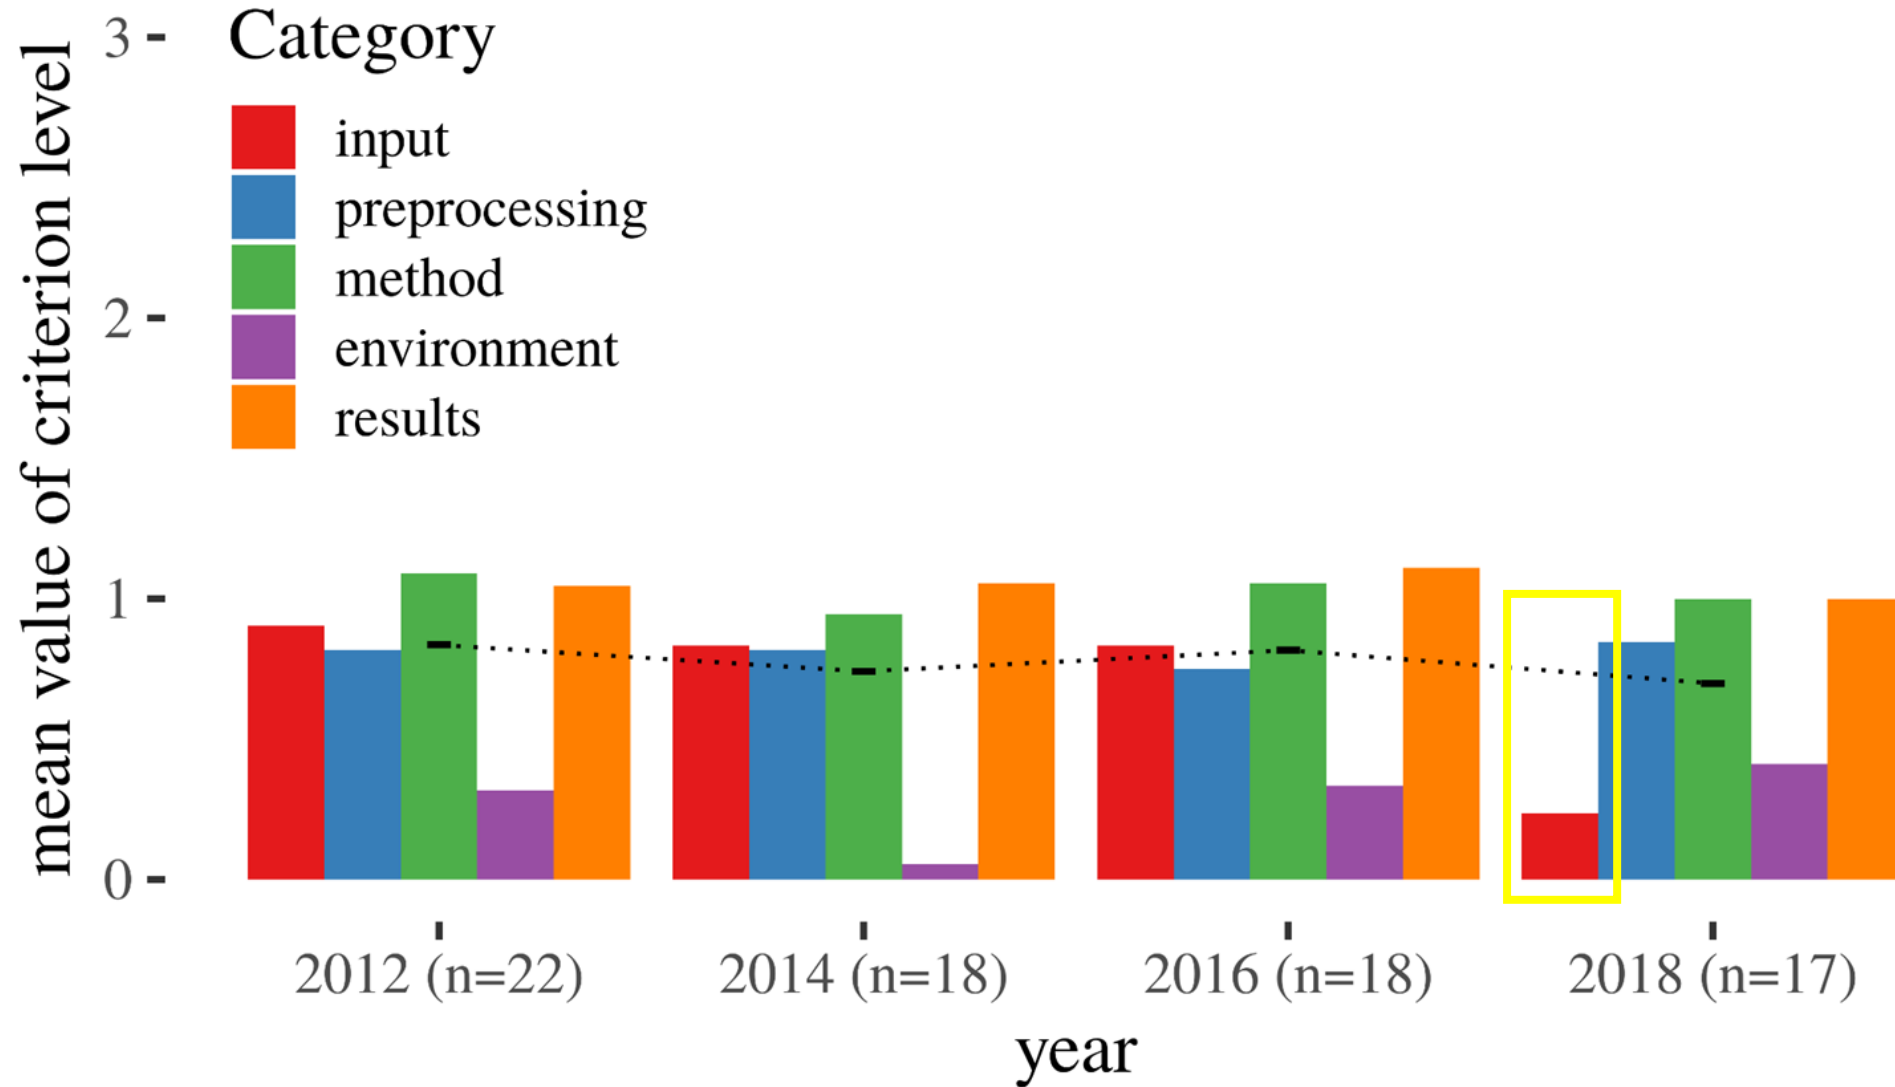 mean value of criterion level
3
2
1
0
Category
input
preprocessing
method
environment
results
2012 (n=22)
2014 (n=18)
2016 (n=18)
2018 (n=17)
year